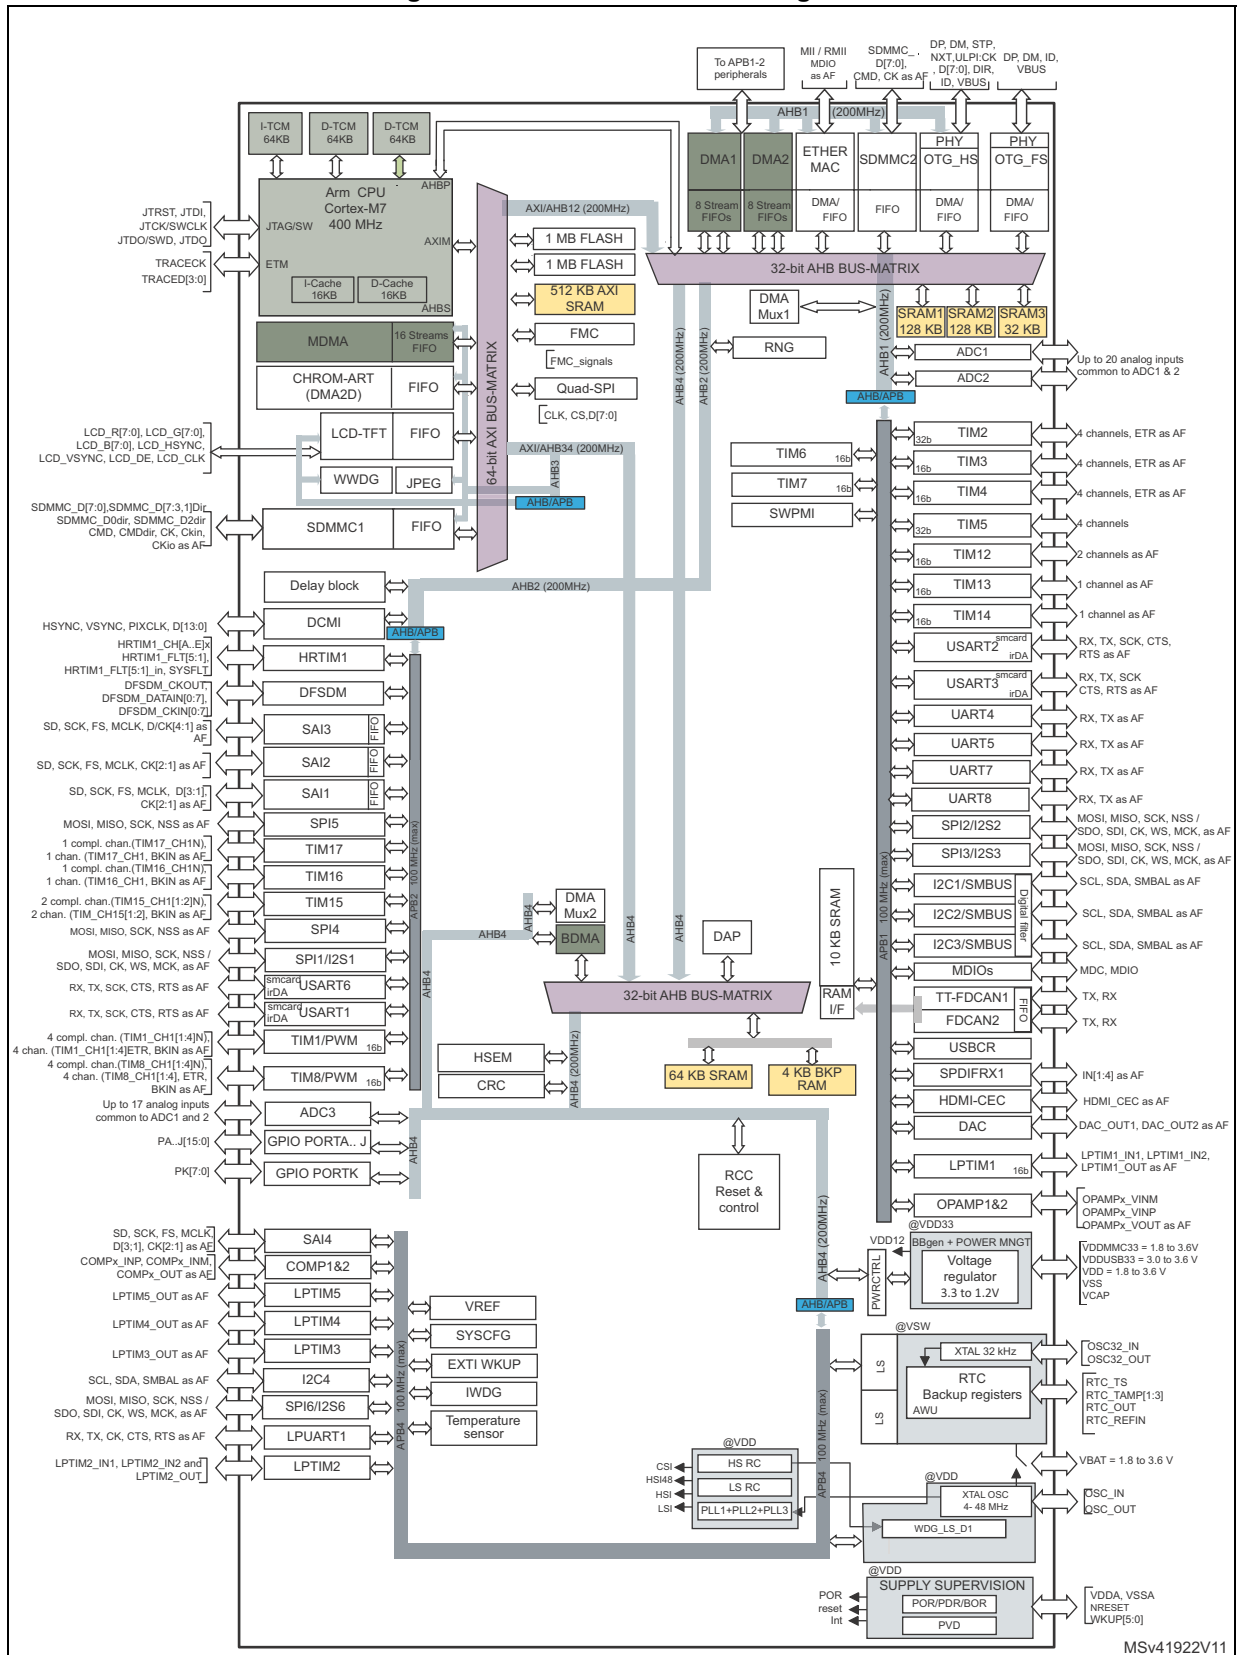 To APB1-2
peripherals
MII / RMII
MDIO
as AF
SDMMC_
D[7:0],
CMD, CK as AF
DP, DM, STP,
NXT,ULPI:CK
, D[7:0], DIR,
ID, VBUS
DP, DM, ID,
VBUS
AHB1 (200MHz)
I-TCM
64KB
D-TCM
64KB
D-TCM
64KB
DMA1
DMA2
ETHER
MAC
SDMMC2
PHY
OTG_HS
PHY
OTG_FS
8 Stream
FIFOs
8 Stream
FIFOs
DMA/
FIFO
FIFO
DMA/
FIFO
DMA/
FIFO
Arm CPU
Cortex-M7
400 MHz
AHBP
AXIM
AHBS
JTAG/SW
ETM
I-Cache
16KB
D-Cache
16KB
JTRST, JTDI,
JTCK/SWCLK
JTDO/SWD, JTDO
TRACECK
TRACED[3:0]
AXI/AHB12 (200MHz)
1 MB FLASH
1 MB FLASH
512 KB AXI
SRAM
FMC
FMC_signals
Quad-SPI
CLK, CS,D[7:0]
64-bit AXI BUS-MATRIX
32-bit AHB BUS-MATRIX
DMA
Mux1
RNG
SRAM1
128 KB
SRAM2
128 KB
SRAM3
32 KB
AHB1 (200MHz)
AHB4 (200MHz)
AHB2 (200MHz)
ADC1
ADC2
Up to 20 analog inputs
common to ADC1 & 2
AHB/APB
MDMA
16 Streams
FIFO
CHROM-ART
(DMA2D)
FIFO
LCD-TFT
FIFO
WWDG
JPEG
SDMMC1
FIFO
LCD_R[7:0], LCD_G[7:0],
LCD_B[7:0], LCD_HSYNC,
LCD_VSYNC, LCD_DE, LCD_CLK
SDMMC_D[7:0],SDMMC_D[7:3,1]Dir
SDMMC_D0dir, SDMMC_D2dir
CMD, CMDdir, CK, Ckin,
CKio as AF
AXI/AHB34 (200MHz)
AHB3
AHB/APB
TIM6
16b
TIM7
16b
SWPMI
TIM2
32b
4 channels, ETR as AF
TIM3
16b
4 channels, ETR as AF
TIM4
16b
4 channels, ETR as AF
TIM5
32b
4 channels
TIM12
16b
2 channels as AF
TIM13
16b
1 channel as AF
TIM14
16b
1 channel as AF
USART2
smcard
irDA
RX, TX, SCK, CTS,
RTS as AF
USART3
smcard
irDA
RX, TX, SCK
CTS, RTS as AF
UART4
RX, TX as AF
UART5
RX, TX as AF
UART7
RX, TX as AF
UART8
RX, TX as AF
SPI2/I2S2
MOSI, MISO, SCK, NSS /
SDO, SDI, CK, WS, MCK, as AF
SPI3/I2S3
MOSI, MISO, SCK, NSS /
SDO, SDI, CK, WS, MCK, as AF
I2C1/SMBUS
SCL, SDA, SMBAL as AF
I2C2/SMBUS
SCL, SDA, SMBAL as AF
I2C3/SMBUS
SCL, SDA, SMBAL as AF
Digital filter
MDIOs
MDC, MDIO
TT-FDCAN1
TX, RX
FDCAN2
TX, RX
FIFO
USBCR
SPDIFRX1
IN[1:4] as AF
HDMI-CEC
HDMI_CEC as AF
DAC
DAC_OUT1, DAC_OUT2 as AF
LPTIM1
16b
LPTIM1_IN1, LPTIM1_IN2,
LPTIM1_OUT as AF
OPAMP1&2
OPAMPx_VINM
OPAMPx_VINP
OPAMPx_VOUT as AF
APB1 100 MHz (max)
10 KB SRAM
RAM
I/F
Delay block
AHB2 (200MHz)
DCMI
HSYNC, VSYNC, PIXCLK, D[13:0]
AHB/APB
HRTIM1
HRTIM1_CH[A..E]x
HRTIM1_FLT[5:1],
HRTIM1_FLT[5:1]_in, SYSFLT
DFSDM
DFSDM_CKOUT,
DFSDM_DATAIN[0:7],
DFSDM_CKIN[0:7]
SAI3
FIFO
SD, SCK, FS, MCLK, D/CK[4:1] as
AF
SAI2
FIFO
SD, SCK, FS, MCLK, CK[2:1] as AF
SAI1
FIFO
SD, SCK, FS, MCLK, D[3:1],
CK[2:1] as AF
SPI5
MOSI, MISO, SCK, NSS as AF
TIM17
1 compl. chan.(TIM17_CH1N),
1 chan. (TIM17_CH1, BKIN as AF
TIM16
1 compl. chan.(TIM16_CH1N),
1 chan. (TIM16_CH1, BKIN as AF
TIM15
2 compl. chan.(TIM15_CH1[1:2]N),
2 chan. (TIM_CH15[1:2], BKIN as AF
SPI4
MOSI, MISO, SCK, NSS as AF
SPI1/I2S1
MOSI, MISO, SCK, NSS /
SDO, SDI, CK, WS, MCK, as AF
smcard
irDA
USART6
RX, TX, SCK, CTS, RTS as AF
smcard
irDA
USART1
RX, TX, SCK, CTS, RTS as AF
TIM1/PWM
16b
4 compl. chan. (TIM1_CH1[1:4]N),
4 chan. (TIM1_CH1[1:4]ETR, BKIN as AF
TIM8/PWM
16b
4 compl. chan.(TIM8_CH1[1:4]N),
4 chan. (TIM8_CH1[1:4], ETR,
BKIN as AF
APB2 100 MHz (max)
ADC3
Up to 17 analog inputs
common to ADC1 and 2
GPIO PORTA.. J
PA..J[15:0]
GPIO PORTK
PK[7:0]
AHB4
AHB4
AHB4
AHB4
DMA
Mux2
BDMA
AHB4
AHB4
DAP
32-bit AHB BUS-MATRIX
HSEM
CRC
AHB4 (200MHz)
64 KB SRAM
4 KB BKP
RAM
RCC
Reset &
control
AHB4 (200MHz)
AHB/APB
@VDD33
VDD12
BBgen + POWER MNGT
PWRCTRL
Voltage
regulator
3.3 to 1.2V
VDDMMC33 = 1.8 to 3.6V
VDDUSB33 = 3.0 to 3.6 V
VDD = 1.8 to 3.6 V
VSS
VCAP
SAI4
SD, SCK, FS, MCLK,
D[3;1], CK[2:1] as AF
COMP1&2
COMPx_INP, COMPx_INM,
COMPx_OUT as AF
LPTIM5
LPTIM5_OUT as AF
LPTIM4
LPTIM4_OUT as AF
LPTIM3
LPTIM3_OUT as AF
I2C4
SCL, SDA, SMBAL as AF
SPI6/I2S6
MOSI, MISO, SCK, NSS /
SDO, SDI, CK, WS, MCK, as AF
LPUART1
RX, TX, CK, CTS, RTS as AF
LPTIM2
LPTIM2_IN1, LPTIM2_IN2 and
LPTIM2_OUT
APB4 100 MHz (max)
VREF
SYSCFG
EXTI WKUP
IWDG
Temperature
sensor
APB4 100 MHz (max)
@VSW
LS
LS
XTAL 32 kHz
RTC
Backup registers
AWU
OSC32_IN
OSC32_OUT
RTC_TS
RTC_TAMP[1:3]
RTC_OUT
RTC_REFIN
VBAT = 1.8 to 3.6 V
@VDD
HS RC
LS RC
PLL1+PLL2+PLL3
CSI
HSI48
HSI
LSI
@VDD
XTAL OSC
4- 48 MHz
WDG_LS_D1
OSC_IN
OSC_OUT
@VDD
SUPPLY SUPERVISION
POR/PDR/BOR
PVD
POR
reset
Int
VDDA, VSSA
NRESET
WKUP[5:0]
MSv41922V11